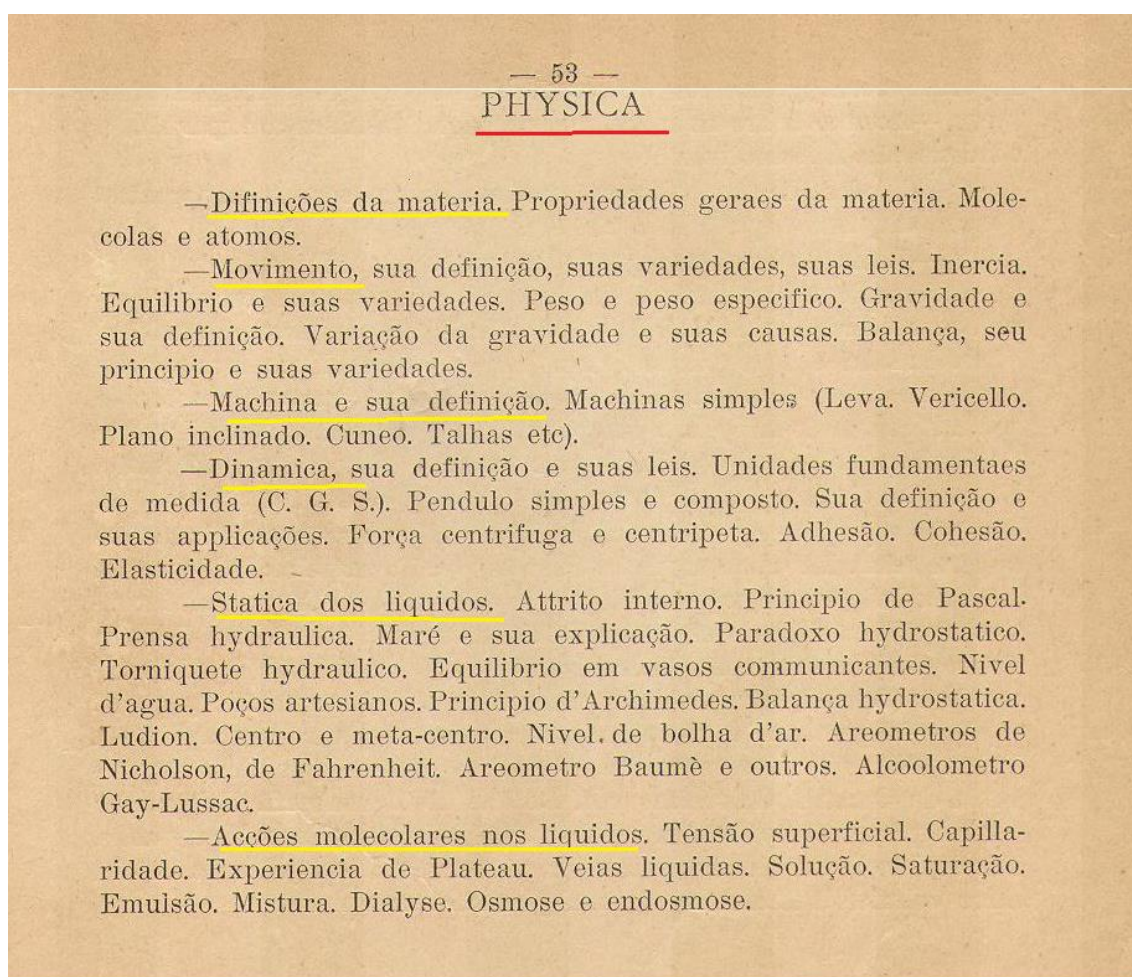 — 53 —
PHYSICA
—Difinições da materia. Propriedades geraes da materia. Mole-
colas e atomos.
—Movimento, sua definição, suas variedades, suas leis. Inercia.
Equilibrio e suas variedades. Peso e peso especifico. Gravidade e
sua definição. Variação da gravidade e suas causas. Balança, seu
principio e suas variedades.
—Machina e sua definição. Machinas simples (Leva. Vericello.
Plano inclinado. Cuneo. Talhas etc).
—Dinamica, sua definição e suas leis. Unidades fundamentaes
de medida (C. G. S.). Pendulo simples e composto. Sua definição e
suas applicações. Força centrifuga e centripeta. Adhesão. Cohesão.
Elasticidade.
—Statica dos liquidos. Attrito interno. Principio de Pascal.
Prensa hydraulica. Maré e sua explicação. Paradoxo hydrostatico.
Torniquete hydraulico. Equilibrio em vasos communicantes. Nivel
d'agua. Poços artesianos. Principio d'Archimedes. Balança hydrostatica.
Ludion. Centro e meta-centro. Nivel de bolha d'ar. Areometros de
Nicholson, de Fahrenheit. Areometro Baumè e outros. Alcoolometro
Gay-Lussac.
—Acções molecolares nos liquidos. Tensão superficial. Capilla-
ridade. Experiencia de Plateau. Veias liquidas. Solução. Saturação.
Emulsão. Mistura. Dialyse. Osmose e endosmose.